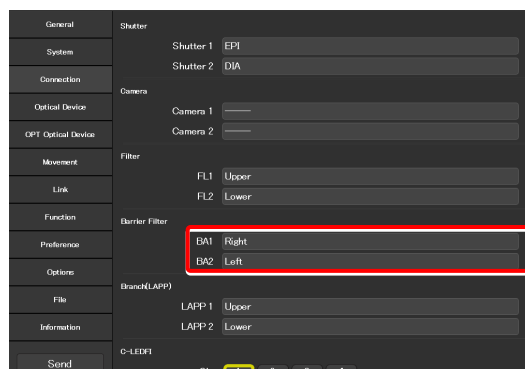 General
System
Connection
Optical Device
OPT Optical Device
Movement
Link
Function
Preference
Options
File
Information
Send
Shutter
Shutter 1 EPI
Shutter 2 DIA
Camera
Camera 1 ----
Camera 2 ----
Filter
FL1 Upper
FL2 Lower
Barrier Filter
BA1 Right
BA2 Left
Branch(LAPP)
LAPP 1 Upper
LAPP 2 Lower
C-LEDFI